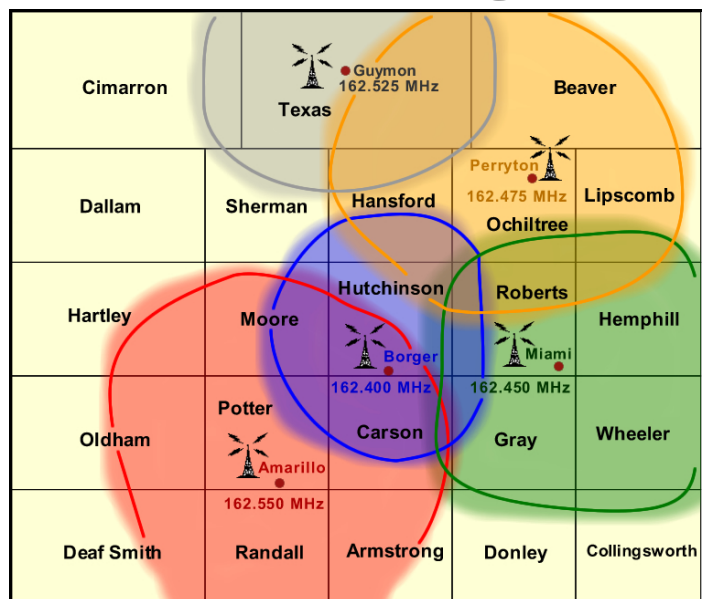 Cimarron
Guymon
162.525 MHz
Texas
Beaver
Perryton
162.475 MHz
Dallam
Sherman
Hansford
Ochiltree
Lipscomb
Hartley
Moore
Hutchinson
Roberts
Hemphill
Borger
162.400 MHz
Miami
162.450 MHz
Potter
Oldham
Carson
Gray
Wheeler
Amarillo
162.550 MHz
Deaf Smith
Randall
Armstrong
Donley
Collingsworth